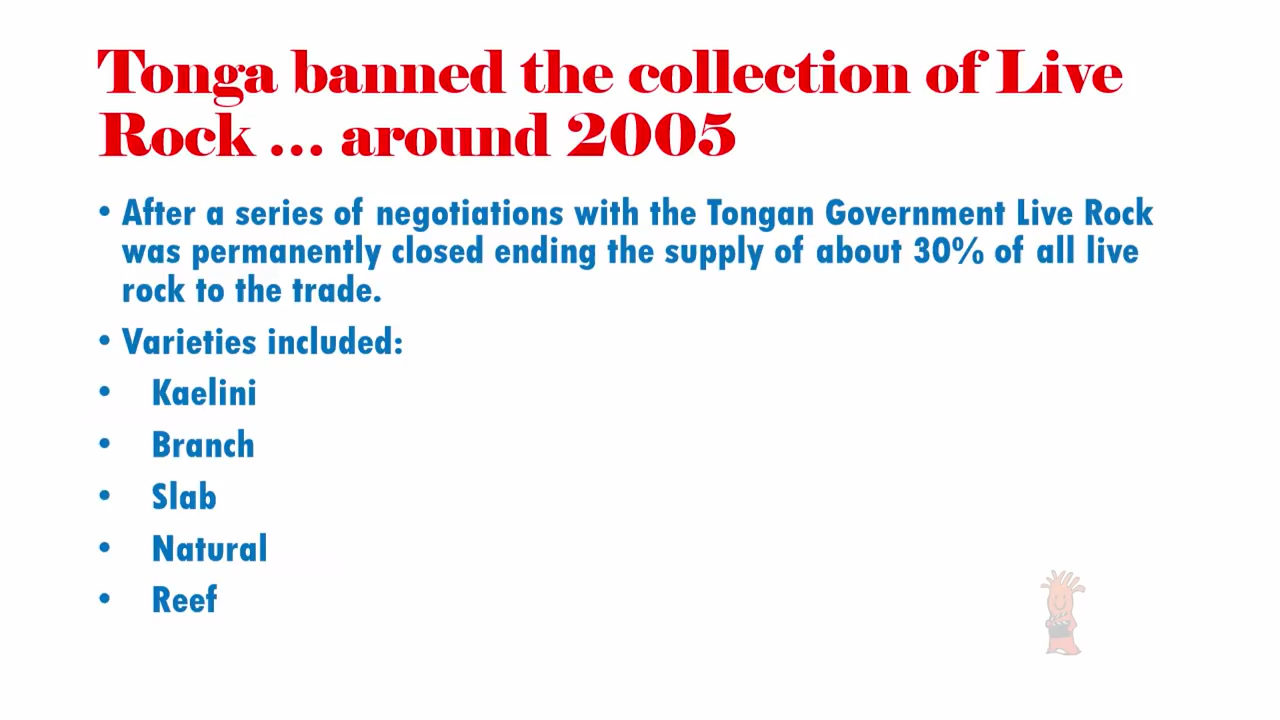 Tonga banned the collection of Live
Rock ... around 2005
• After a series of negotiations with the Tongan Government Live Rock
was permanently closed ending the supply of about 30% of all live
rock to the trade.
• Varieties included:
• Kaelini
• Branch
• Slab
• Natural
• Reef